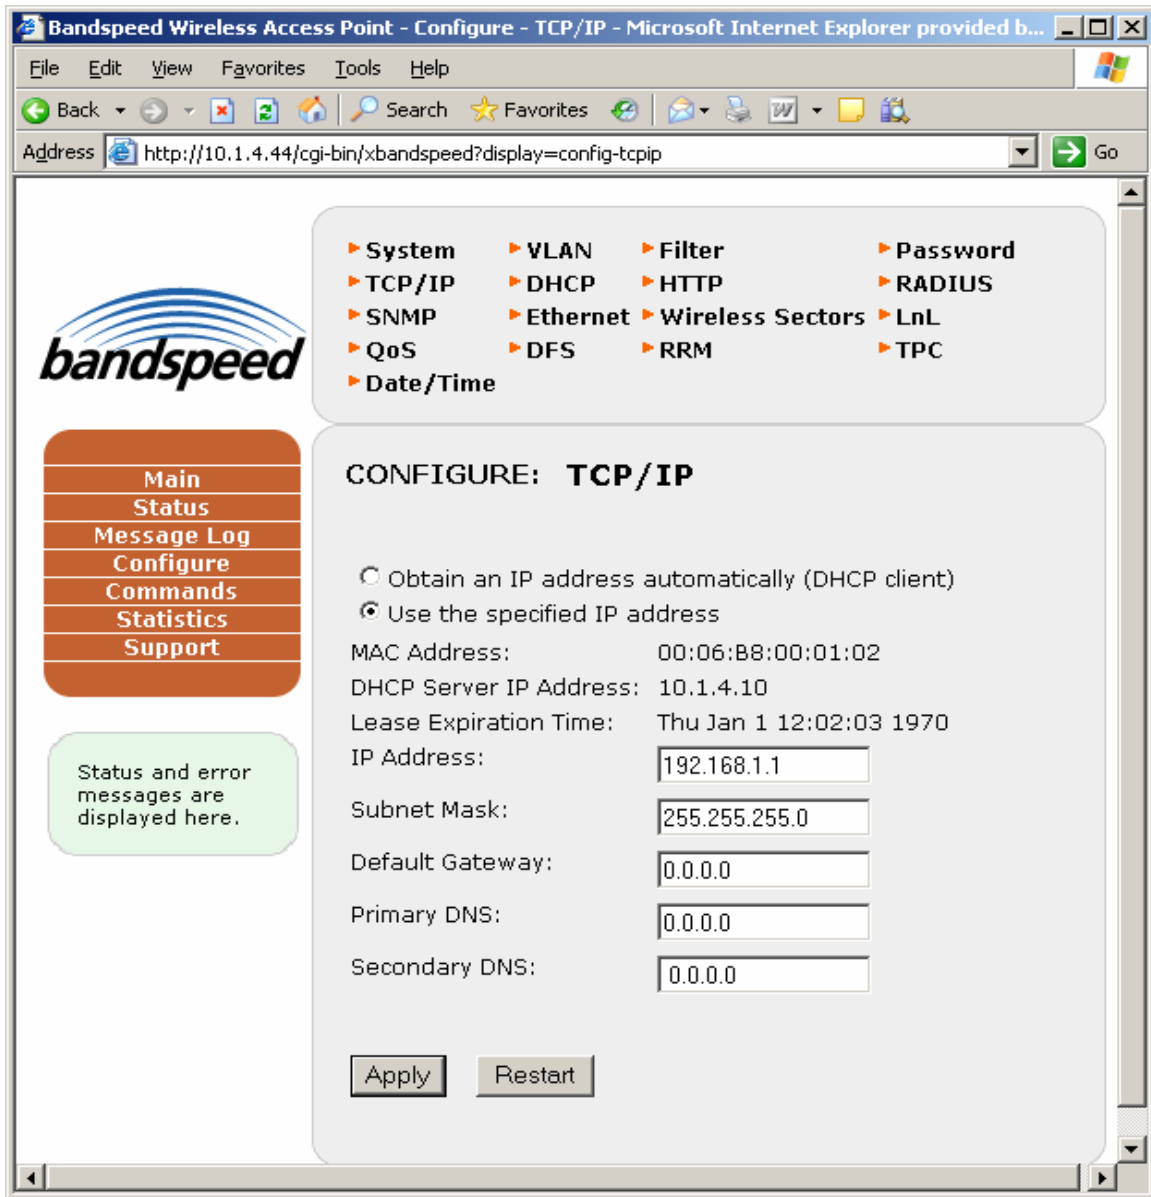 Bandspeed Wireless Access Point - Configure - TCP/IP - Microsoft Internet Explorer provided b...
File Edit View Favorites Tools Help
Back Search Favorites
Address http://10.1.4.44/cgi-bin/xbandspeed?display=config-tcpip Go
System VLAN Filter Password
TCP/IP DHCP HTTP RADIUS
SNMP Ethernet Wireless Sectors LnL
QoS DFS RRM TPC
Date/Time
bandspeed
Main
Status
Message Log
Configure
Commands
Statistics
Support
Status and error
messages are
displayed here.
CONFIGURE: TCP/IP
Obtain an IP address automatically (DHCP client)
Use the specified IP address
MAC Address: 00:06:B8:00:01:02
DHCP Server IP Address: 10.1.4.10
Lease Expiration Time: Thu Jan 1 12:02:03 1970
IP Address: 192.168.1.1
Subnet Mask: 255.255.255.0
Default Gateway: 0.0.0.0
Primary DNS: 0.0.0.0
Secondary DNS: 0.0.0.0
Apply Restart